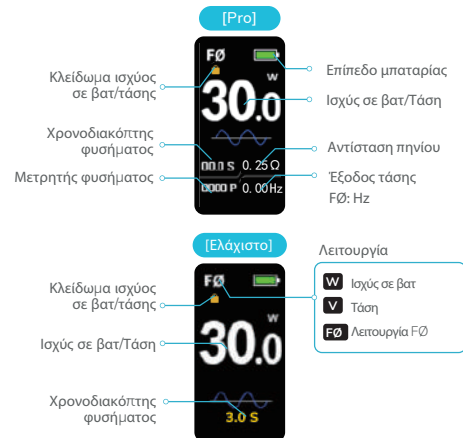 [Pro]
FØ
Κλείδωμα ισχύος
σε βατ/τάσης
W
30.0
Χρονοδιακόπτης
φυσήματος
00.0 S
0.25Ω
Μετρητής φυσήματος
0000 P
0.00Hz
Επίπεδο μπαταρίας
Ισχύς σε βατ/Τάση
Αντίσταση πηνίου
Έξοδος τάσης
FØ: Hz
[Ελάχιστο]
FØ
Κλείδωμα ισχύος
σε βατ/τάσης
W
30.0
Ισχύς σε βατ/Τάση
Χρονοδιακόπτης
φυσήματος
3.0 S
Λειτουργία
W Ισχύς σε βατ
V Τάση
FØ Λειτουργία FØ